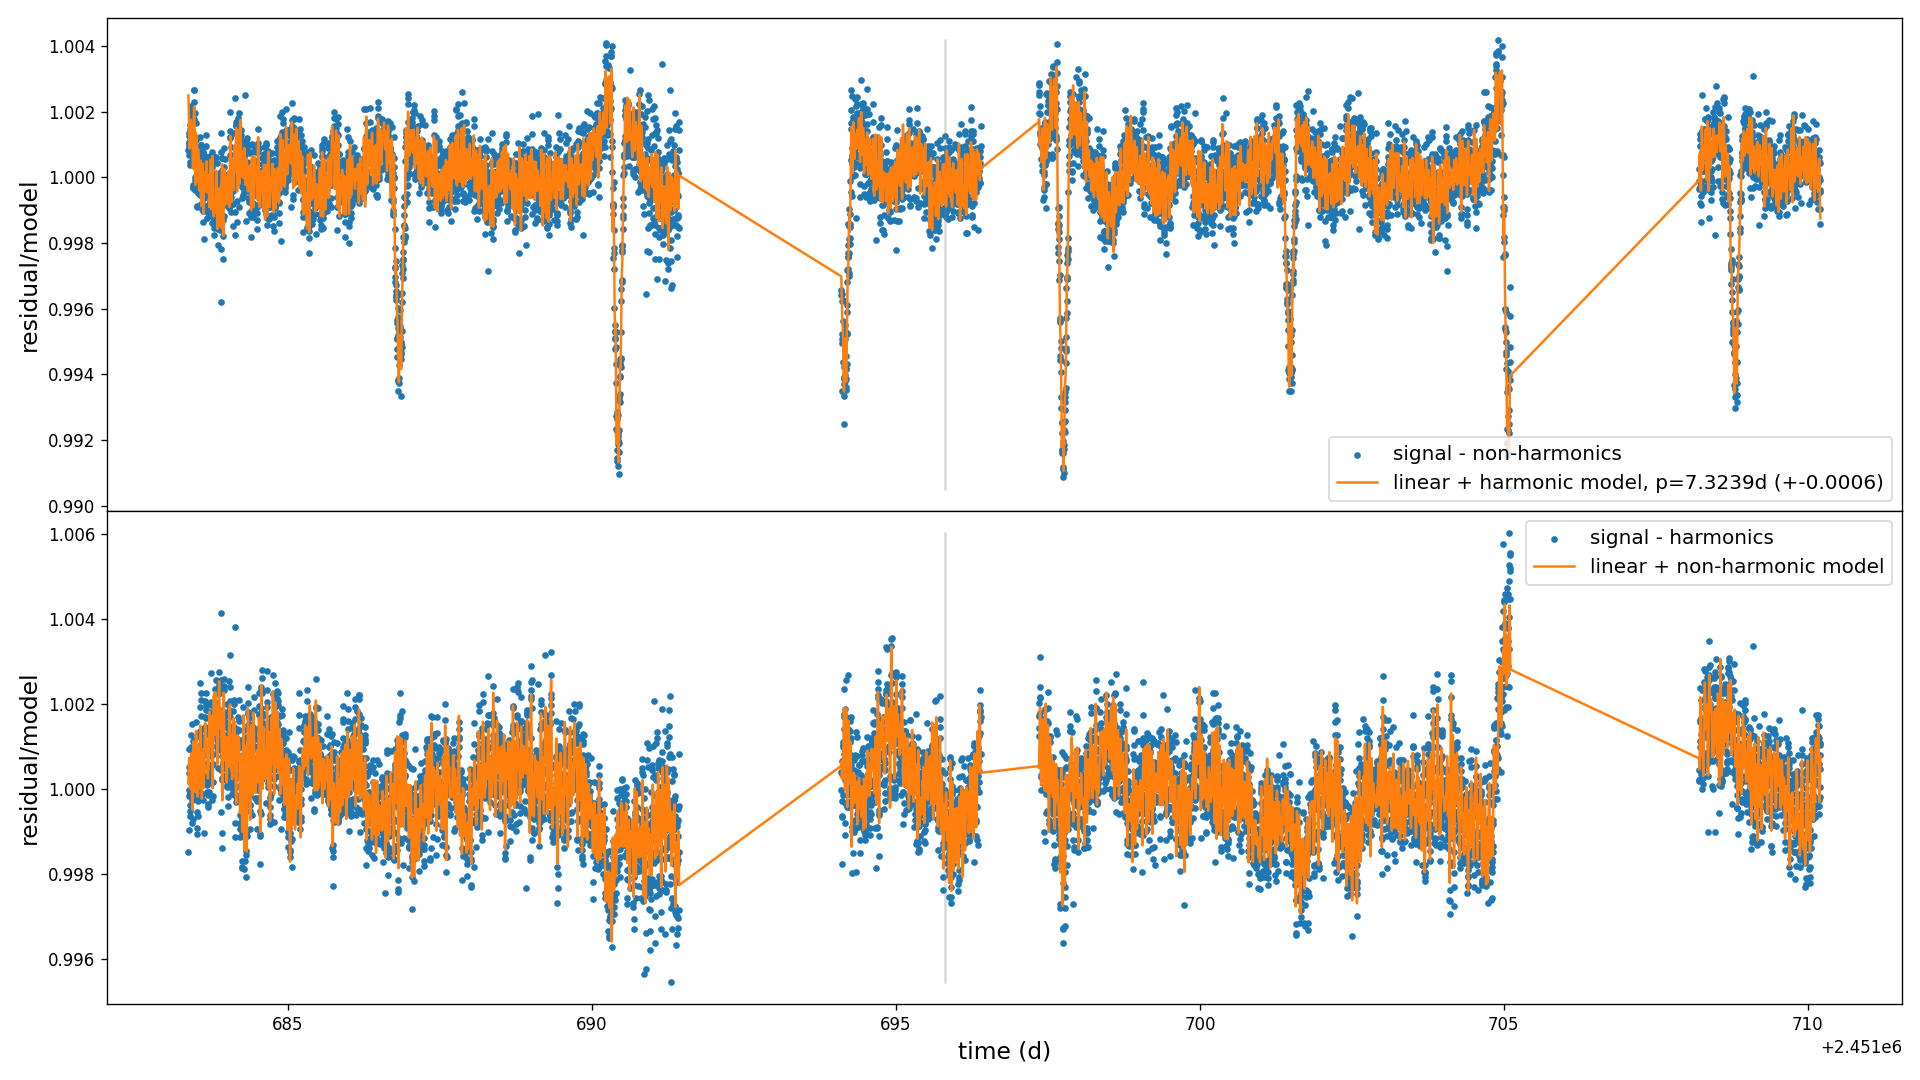 1.004
1.002
1.000
0.998
0.996
0.994
0.992
0.990
residual/model
signal - non-harmonics
linear + harmonic model, p=7.3239d (+-0.0006)
1.006
1.004
1.002
1.000
0.998
0.996
residual/model
signal - harmonics
linear + non-harmonic model
685
690
695
700
705
710
time (d)
+2.451e6